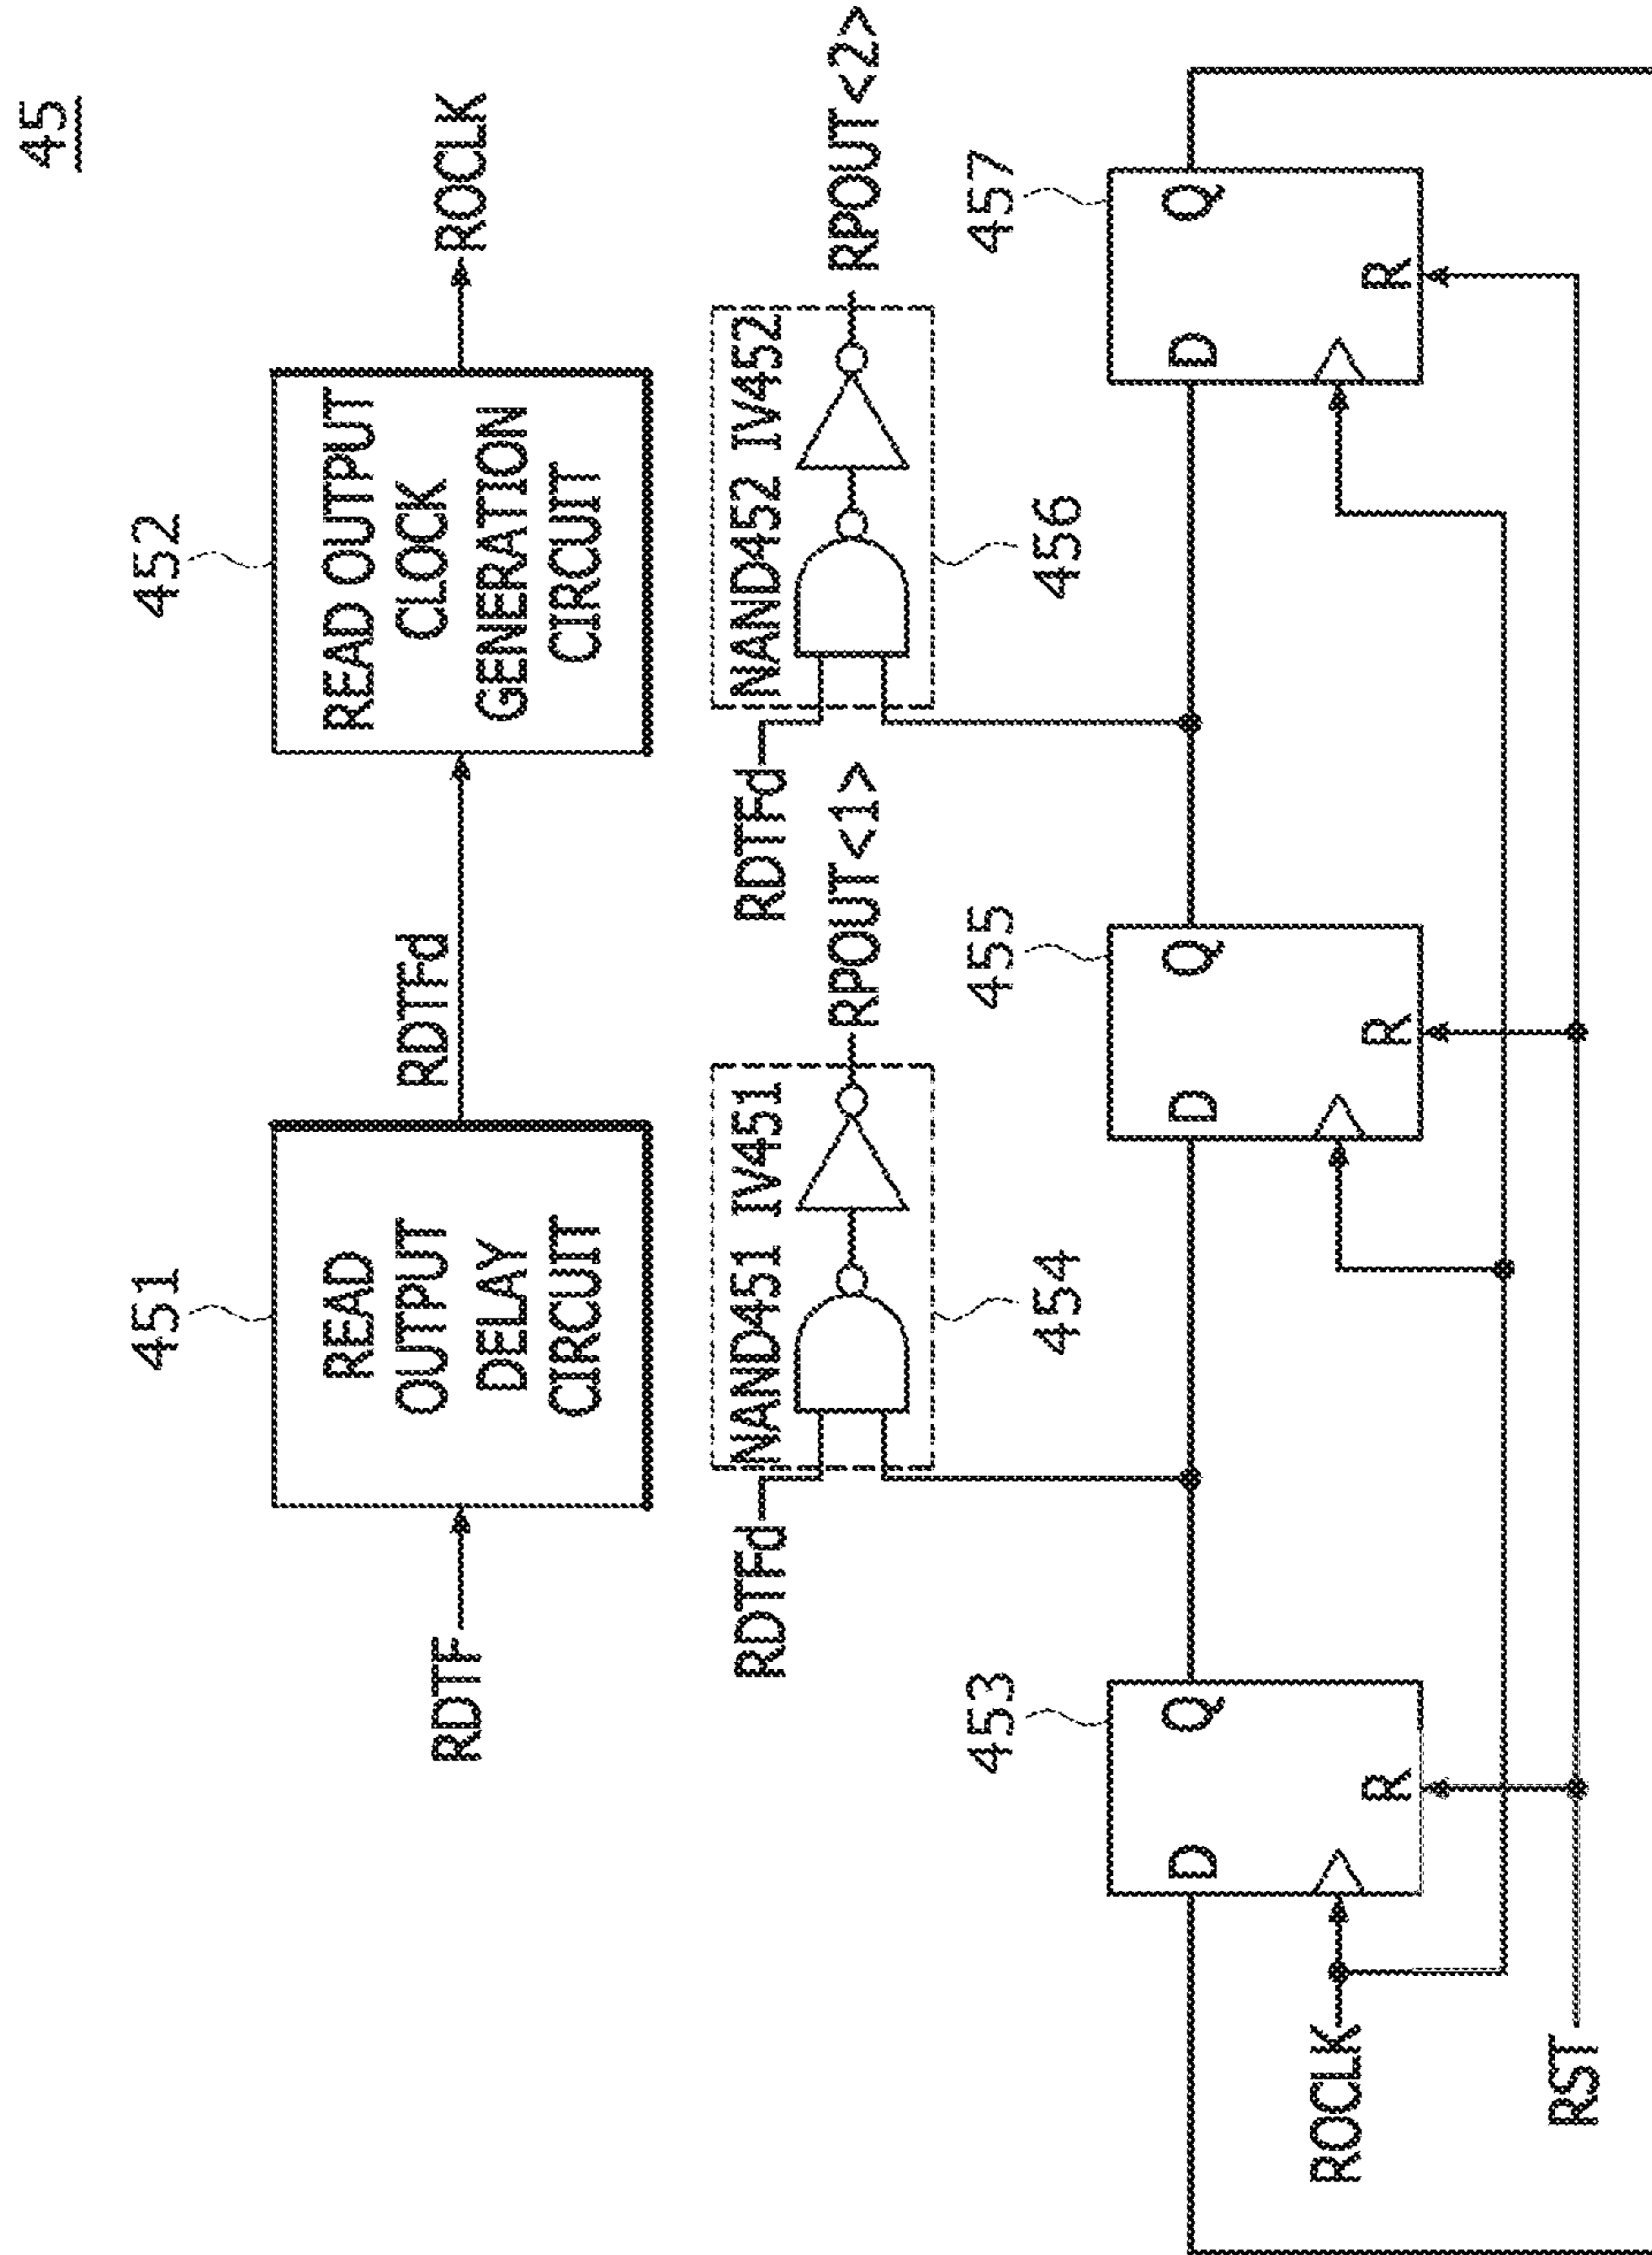 45
451
452
RDTF
READ
OUTPUT
DELAY
CIRCUIT
RDTFd
READ OUTPUT
CLOCK
GENERATION
CIRCUIT
ROCLK
RDTFd
NAND451 IV451
RPOUT<1>
454
RDTFd
NAND452 IV452
RPOUT<2>
456
453
D
Q
R
455
D
Q
R
457
D
Q
R
ROCLK
RST